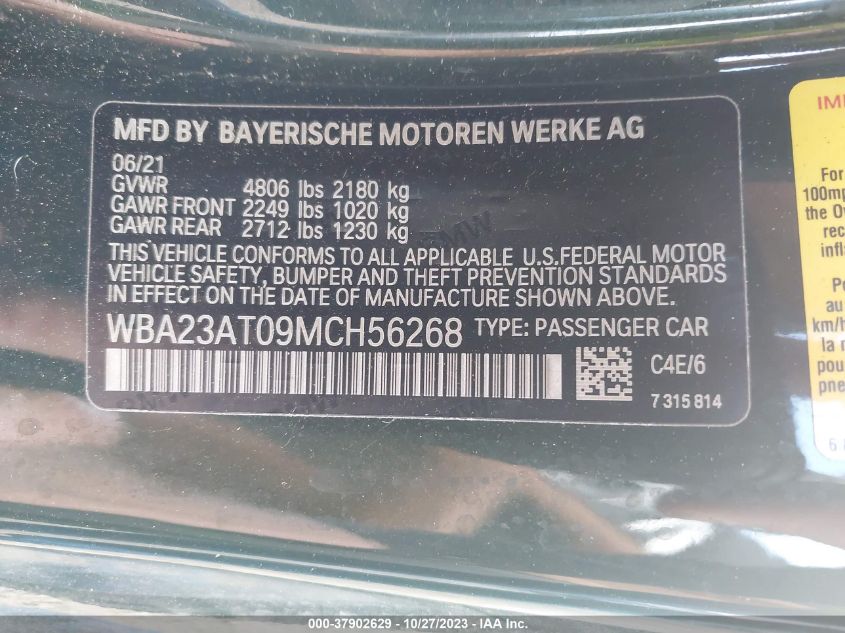 MFD BY BAYERISCHE MOTOREN WERKE AG
06/21
GVWR 4806 lbs 2180 kg
GAWR FRONT 2249 lbs 1020 kg
GAWR REAR 2712 lbs 1230 kg
THIS VEHICLE CONFORMS TO ALL APPLICABLE U.S.FEDERAL MOTOR
VEHICLE SAFETY, BUMPER AND THEFT PREVENTION STANDARDS
IN EFFECT ON THE DATE OF MANUFACTURE SHOWN ABOVE.
WBA23AT09MCH56268 TYPE: PASSENGER CAR
C4E/6
7 315 814
For
100mp
the Ov
rec
infl
Po
au
km/h
la
pou
pne
000-37902629 - 10/27/2023 - IAA Inc.